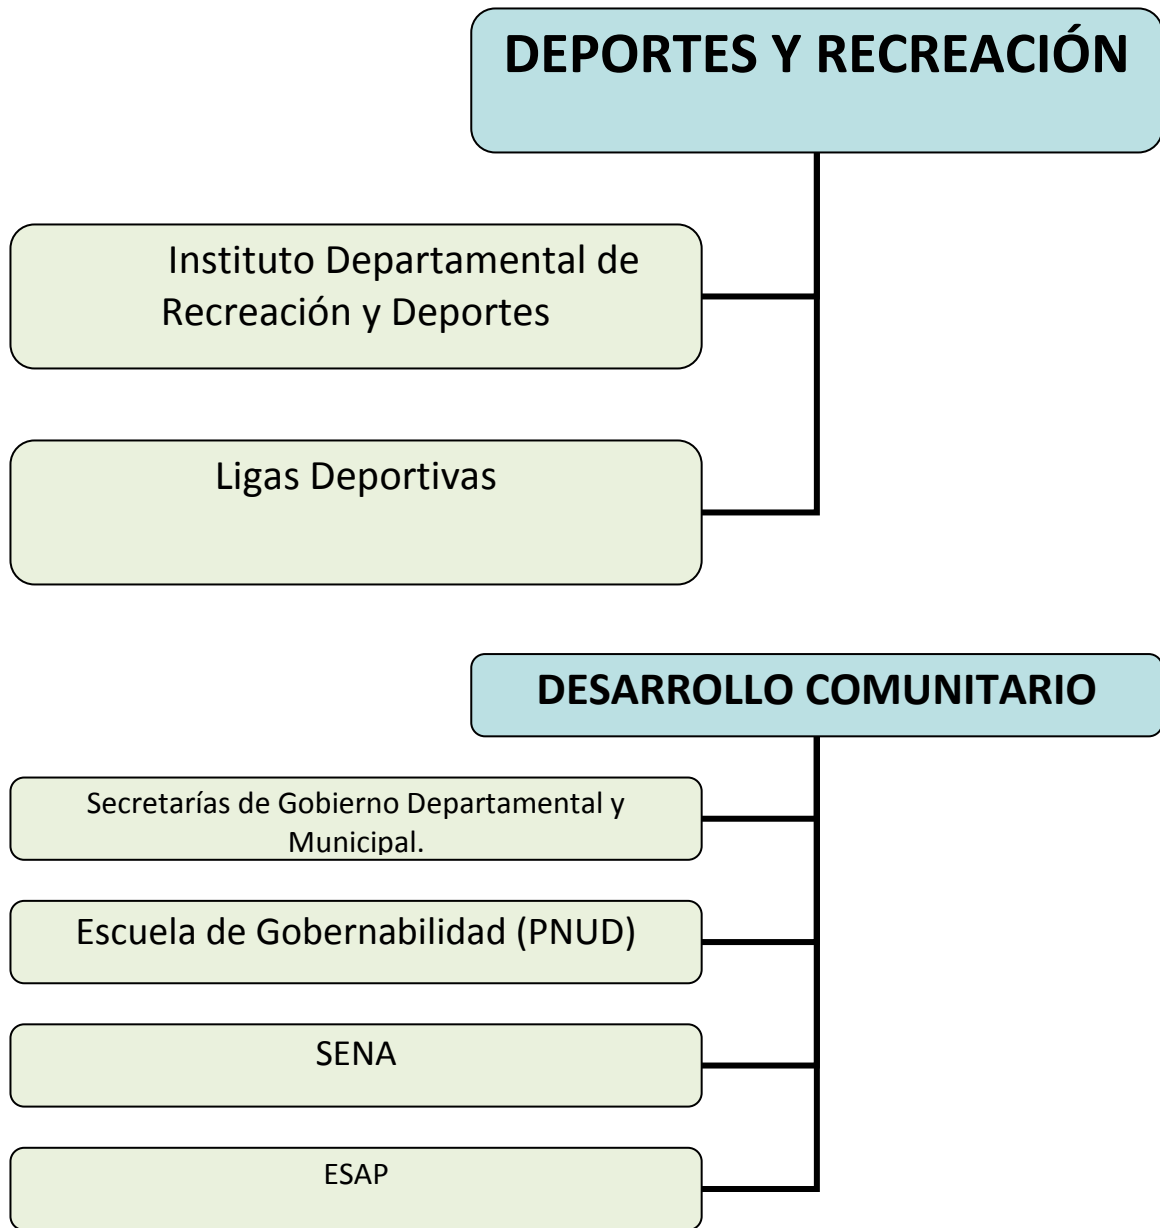 DEPORTES Y RECREACIÓN
Instituto Departamental de
Recreación y Deportes
Ligas Deportivas
DESARROLLO COMUNITARIO
Secretarías de Gobierno Departamental y
Municipal.
Escuela de Gobernabilidad (PNUD)
SENA
ESAP